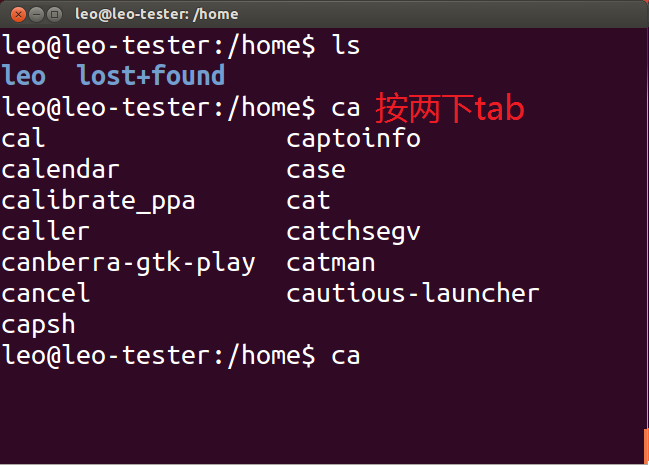 leo@leo-tester: /home
leo@leo-tester:/home$ ls
leo  lost+found
leo@leo-tester:/home$ ca 按两下tab
cal                captoinfo
calendar           case
calibrate_ppa      cat
caller             catchsegv
canberra-gtk-play  catman
cancel             cautious-launcher
capsh
leo@leo-tester:/home$ ca